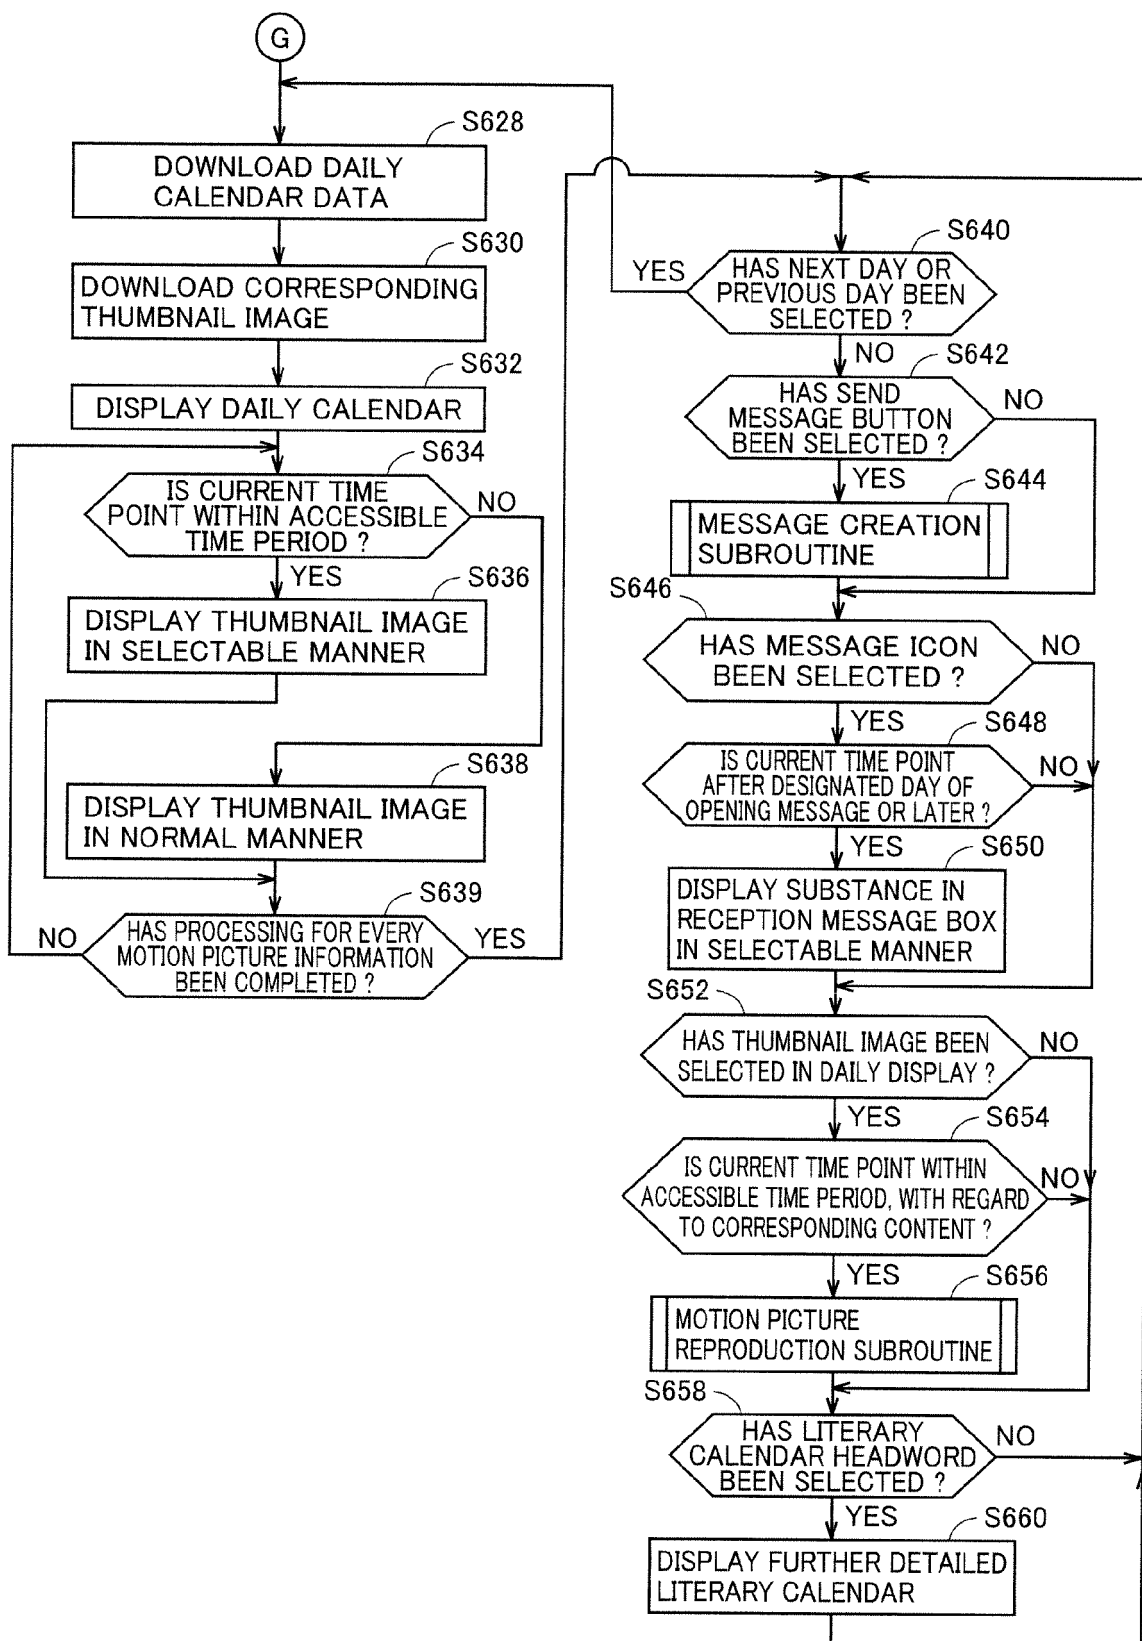 G
S628
DOWNLOAD DAILY
CALENDAR DATA
S630
DOWNLOAD CORRESPONDING
THUMBNAIL IMAGE
S632
DISPLAY DAILY CALENDAR
S634
IS CURRENT TIME
POINT WITHIN ACCESSIBLE
TIME PERIOD ?
NO
YES
S636
DISPLAY THUMBNAIL IMAGE
IN SELECTABLE MANNER
S638
DISPLAY THUMBNAIL IMAGE
IN NORMAL MANNER
S639
HAS PROCESSING FOR EVERY
MOTION PICTURE INFORMATION
BEEN COMPLETED ?
NO
YES
S640
HAS NEXT DAY OR
PREVIOUS DAY BEEN
SELECTED ?
YES
NO
S642
HAS SEND
MESSAGE BUTTON
BEEN SELECTED ?
NO
YES
S644
MESSAGE CREATION
SUBROUTINE
S646
HAS MESSAGE ICON
BEEN SELECTED ?
NO
YES
S648
IS CURRENT TIME POINT
AFTER DESIGNATED DAY OF
OPENING MESSAGE OR LATER ?
NO
YES
S650
DISPLAY SUBSTANCE IN
RECEPTION MESSAGE BOX
IN SELECTABLE MANNER
S652
HAS THUMBNAIL IMAGE BEEN
SELECTED IN DAILY DISPLAY ?
NO
YES
S654
IS CURRENT TIME POINT WITHIN
ACCESSIBLE TIME PERIOD, WITH REGARD
TO CORRESPONDING CONTENT ?
NO
YES
S656
MOTION PICTURE
REPRODUCTION SUBROUTINE
S658
HAS LITERARY
CALENDAR HEADWORD
BEEN SELECTED ?
NO
YES
S660
DISPLAY FURTHER DETAILED
LITERARY CALENDAR